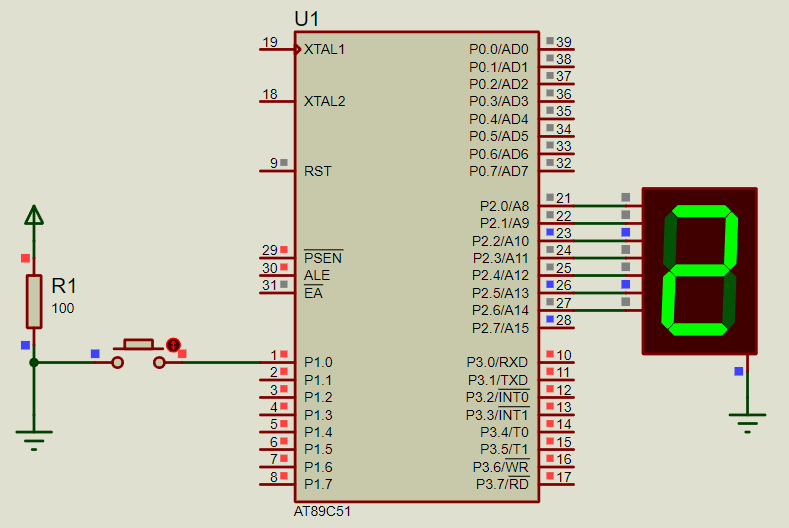 U1
19 XTAL1
18 XTAL2
9 RST
29 PSEN
30 ALE
31 EA
1 P1.0
2 P1.1
3 P1.2
4 P1.3
5 P1.4
6 P1.5
7 P1.6
8 P1.7
P0.0/AD0 39
P0.1/AD1 38
P0.2/AD2 37
P0.3/AD3 36
P0.4/AD4 35
P0.5/AD5 34
P0.6/AD6 33
P0.7/AD7 32
P2.0/A8 21
P2.1/A9 22
P2.2/A10 23
P2.3/A11 24
P2.4/A12 25
P2.5/A13 26
P2.6/A14 27
P2.7/A15 28
P3.0/RXD 10
P3.1/TXD 11
P3.2/INT0 12
P3.3/INT1 13
P3.4/T0 14
P3.5/T1 15
P3.6/WR 16
P3.7/RD 17
AT89C51
R1
100
2